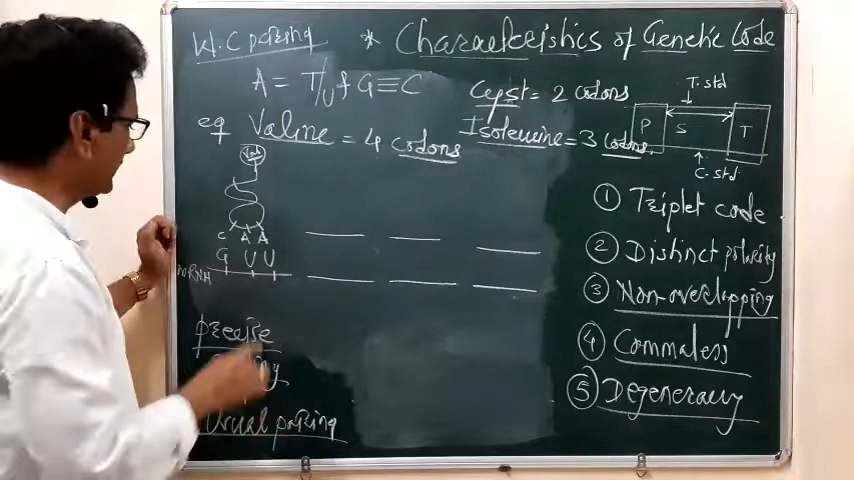 W.C pairing
* Characteristics of Genetic Code
A = T/U & G≡C
Cyst = 2 codons
T. std
eg Valine = 4 codons
Isoleucine = 3 codons
P S T
C. std
Val
C A A
G U U
mRNA
① Triplet code
② Distinct polarity
③ Non-overlapping
④ Commaless
⑤ Degeneracy
precise
Usual pairing